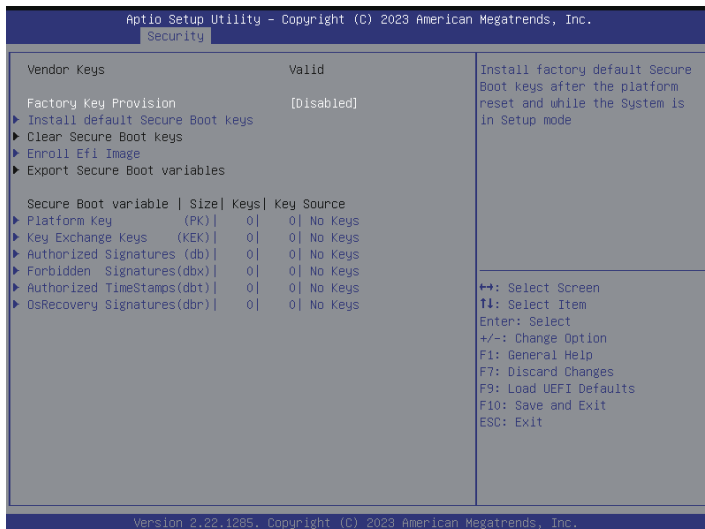 Aptio Setup Utility – Copyright (C) 2023 American Megatrends, Inc.
Security
Vendor Keys Valid
Factory Key Provision [Disabled]
Install default Secure Boot keys
Clear Secure Boot keys
Enroll Efi Image
Export Secure Boot variables
Secure Boot variable | Size| Keys| Key Source
Platform Key (PK)| 0| 0| No Keys
Key Exchange Keys (KEK)| 0| 0| No Keys
Authorized Signatures (db)| 0| 0| No Keys
Forbidden Signatures(dbx)| 0| 0| No Keys
Authorized TimeStamps(dbt)| 0| 0| No Keys
OsRecovery Signatures(dbr)| 0| 0| No Keys
Install factory default Secure
Boot keys after the platform
reset and while the System is
in Setup mode
↔: Select Screen
↑↓: Select Item
Enter: Select
+/-: Change Option
F1: General Help
F7: Discard Changes
F9: Load UEFI Defaults
F10: Save and Exit
ESC: Exit
Version 2.22.1285. Copyright (C) 2023 American Megatrends, Inc.